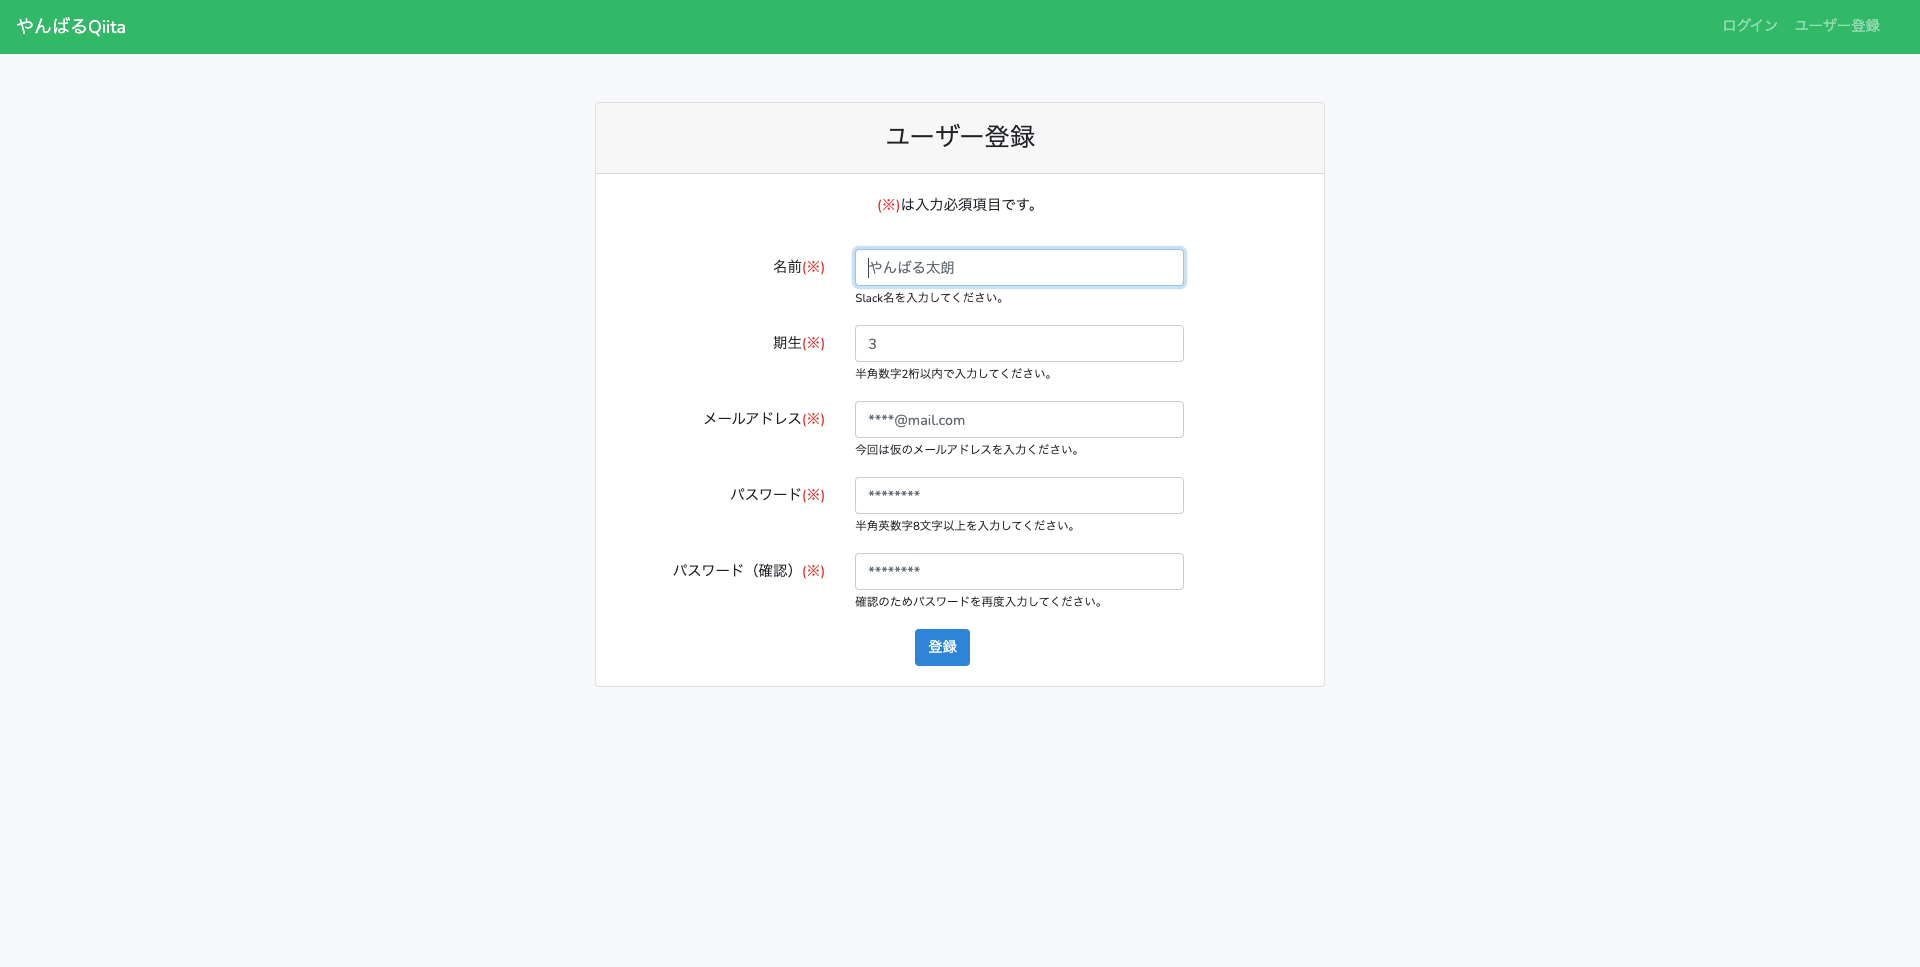 やんばるQiita
ログイン ユーザー登録
ユーザー登録
(※)は入力必須項目です。
名前(※) やんばる太朗
Slack名を入力してください。
期生(※) 3
半角数字2桁以内で入力してください。
メールアドレス(※) ****@mail.com
今回は仮のメールアドレスを入力ください。
パスワード(※) ********
半角英数字8文字以上を入力してください。
パスワード（確認）(※) ********
確認のためパスワードを再度入力してください。
登録